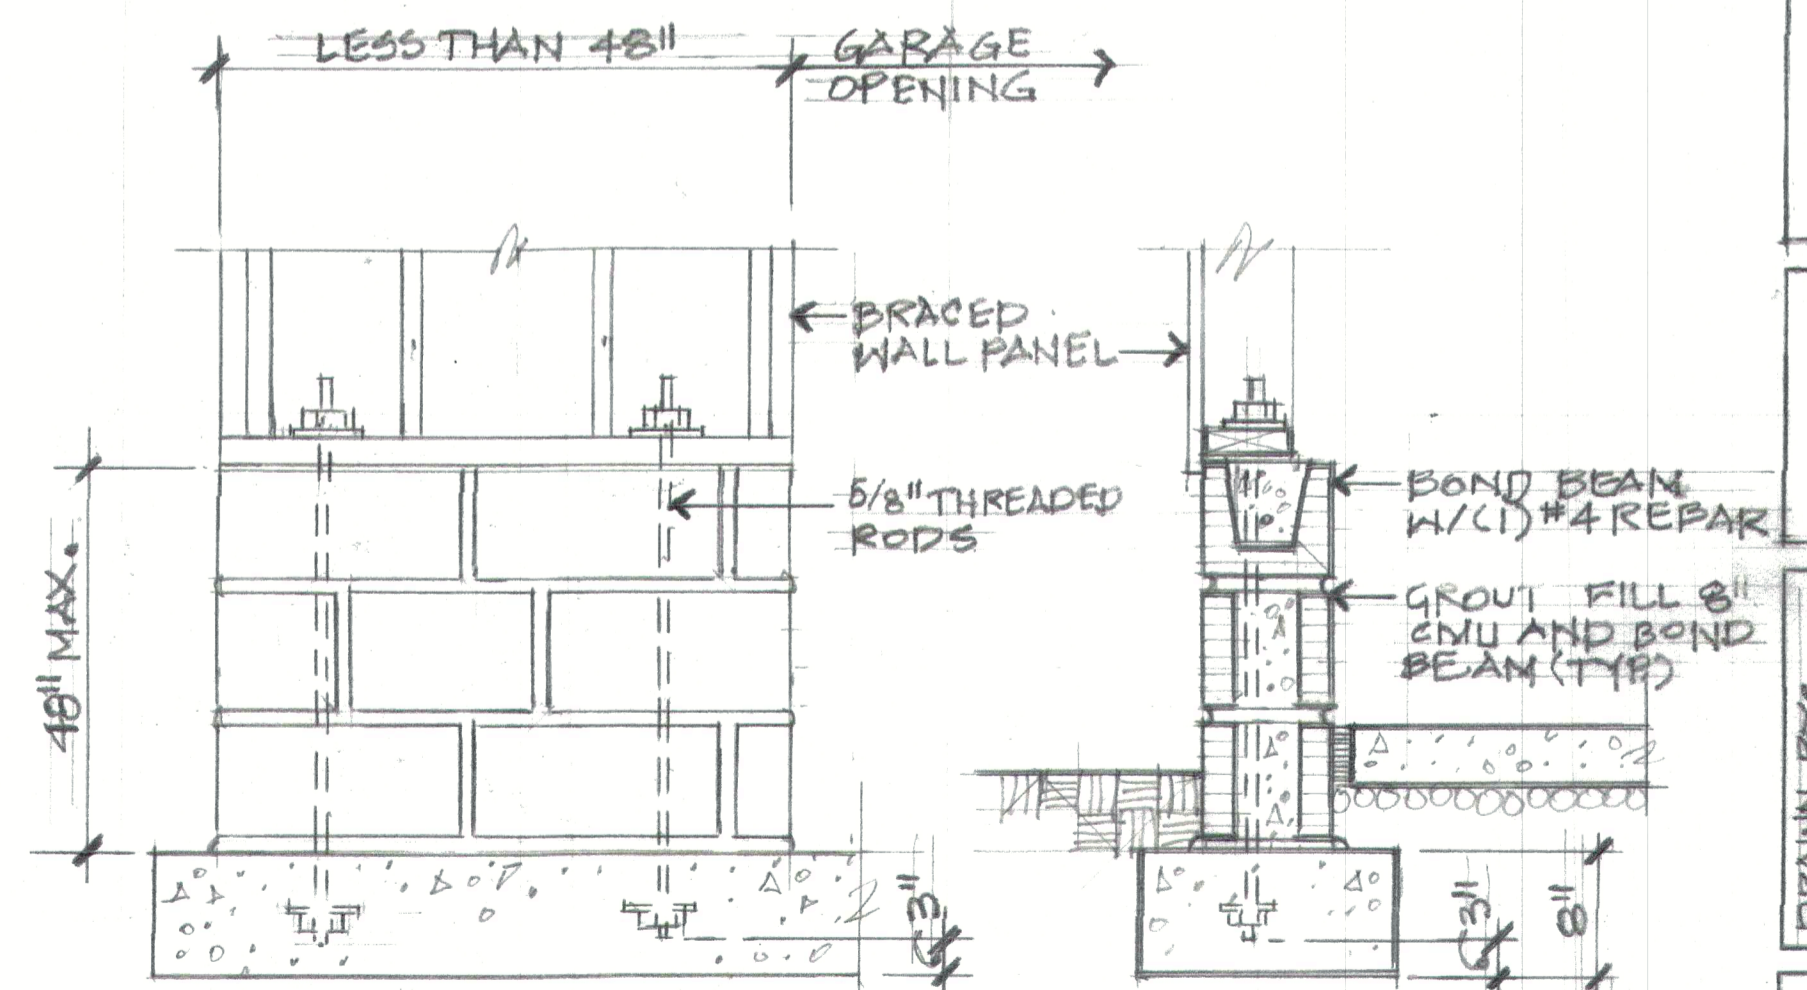 LESS THAN 48"
GARAGE
OPENING
BRACED
WALL PANEL
5/8" THREADED
RODS
48" MAX.
BOND BEAM
W/(1) #4 REBAR
GROUT FILL 8"
CMU AND BOND
BEAM (TYP.)
3"
3"
8"